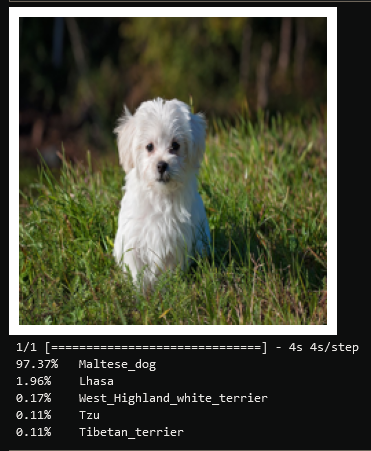 1/1 [==============================] - 4s 4s/step
97.37% Maltese_dog
1.96% Lhasa
0.17% West_Highland_white_terrier
0.11% Tzu
0.11% Tibetan_terrier